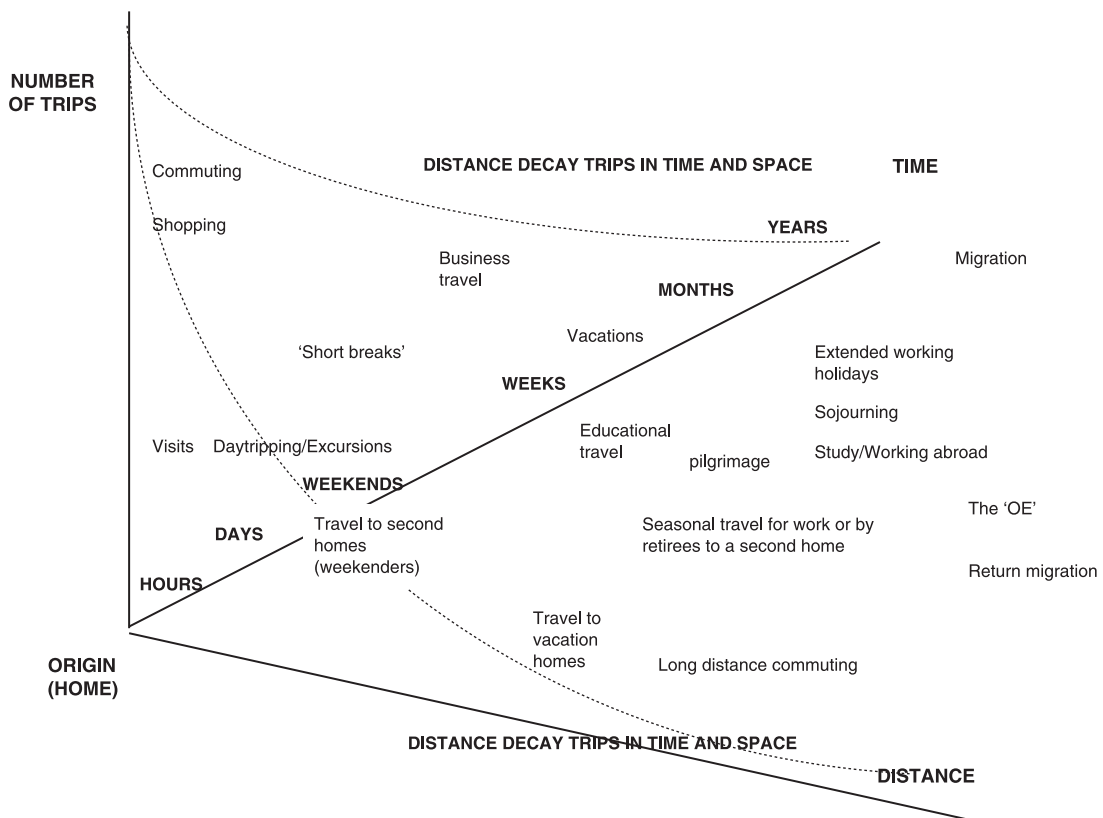 NUMBER
OF TRIPS
Commuting
DISTANCE DECAY TRIPS IN TIME AND SPACE
TIME
Shopping
YEARS
Business
travel
Migration
MONTHS
Vacations
‘Short breaks’
Extended working
holidays
WEEKS
Sojourning
Visits
Daytripping/Excursions
Educational
travel
pilgrimage
Study/Working abroad
WEEKENDS
The ‘OE’
DAYS
Travel to second
homes
(weekenders)
Seasonal travel for work or by
retirees to a second home
HOURS
Return migration
Travel to
vacation
homes
ORIGIN
(HOME)
Long distance commuting
DISTANCE DECAY TRIPS IN TIME AND SPACE
DISTANCE